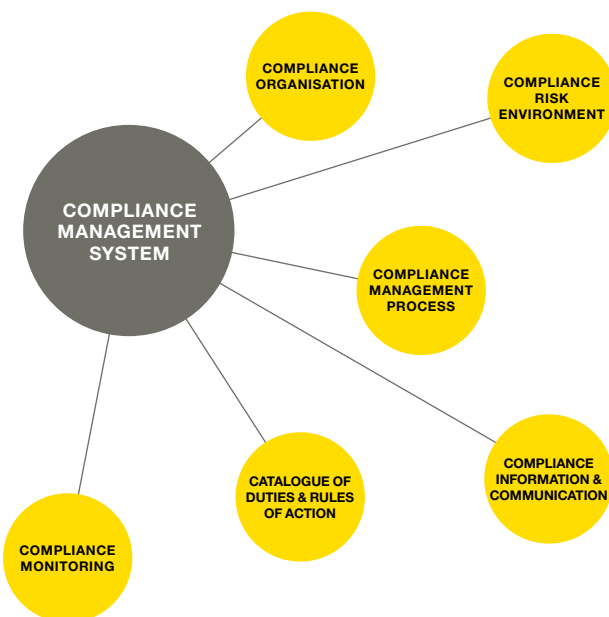 COMPLIANCE
ORGANISATION
COMPLIANCE
RISK
ENVIRONMENT
COMPLIANCE
MANAGEMENT
SYSTEM
COMPLIANCE
MANAGEMENT
PROCESS
COMPLIANCE
INFORMATION &
COMMUNICATION
CATALOGUE OF
DUTIES & RULES
OF ACTION
COMPLIANCE
MONITORING